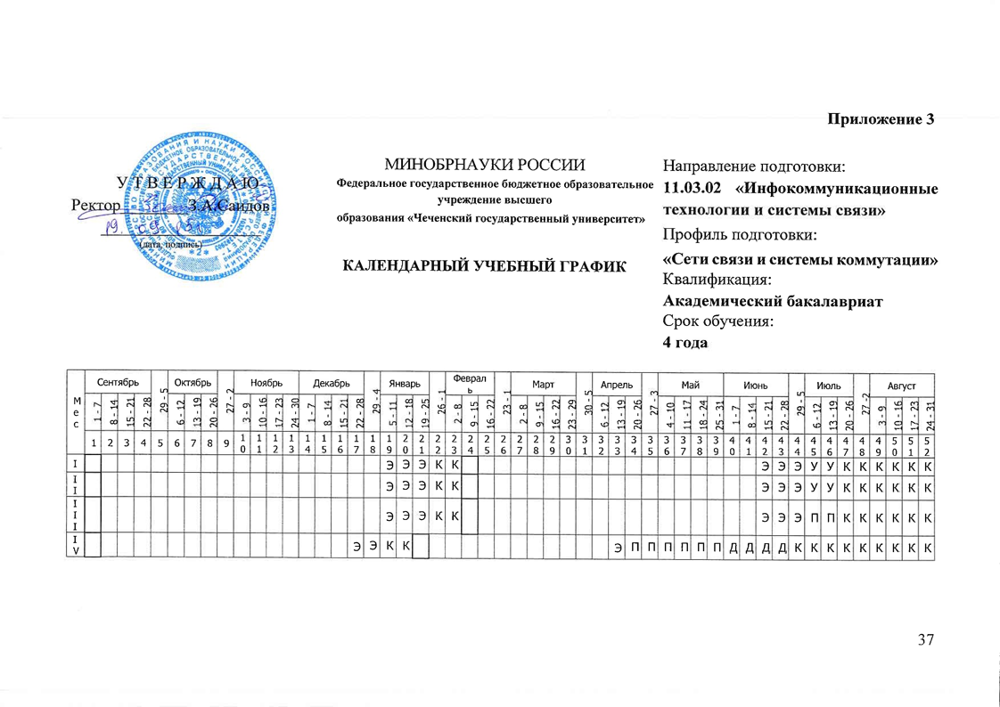 Приложение 3
У Т В Е Р Ж Д А Ю
Ректор З.А.Саидов
19. 09.
(дата, подпись)
МИНОБРНАУКИ РОССИИ
Федеральное государственное бюджетное образовательное
учреждение высшего
образования «Чеченский государственный университет»
КАЛЕНДАРНЫЙ УЧЕБНЫЙ ГРАФИК
Направление подготовки:
11.03.02 «Инфокоммуникационные
технологии и системы связи»
Профиль подготовки:
«Сети связи и системы коммутации»
Квалификация:
Академический бакалавриат
Срок обучения:
4 года
Мес Сентябрь 29 - 5 Октябрь 27 - 2 Ноябрь Декабрь 29 - 4 Январь 26 - 1 Феврал
ь 23 - 1 Март 30 - 5 Апрель 27 - 3 Май Июнь 29 - 5 Июль 27 - 2 Август
1 - 7 8 - 14 15 - 21 22 - 28 6 - 12 13 - 19 20 - 26 3 - 9 10 - 16 17 - 23 24 - 30 1 - 7 8 - 14 15 - 21 22 - 28 5 - 11 12 - 18 19 - 25 2 - 8 9 - 15 16 - 22 2 - 8 9 - 15 16 - 22 23 - 29 6 - 12 13 - 19 20 - 26 4 - 10 11 - 17 18 - 24 25 - 31 1 - 7 8 - 14 15 - 21 22 - 28 6 - 12 13 - 19 20 - 26 3 - 9 10 - 16 17 - 23 24 - 31
1 2 3 4 5 6 7 8 9 10 11 12 13 14 15 16 17 18 19 20 21 22 23 24 25 26 27 28 29 30 31 32 33 34 35 36 37 38 39 40 41 42 43 44 45 46 47 48 49 50 51 52
I Э Э Э К К Э Э Э У У К К К К К К
II Э Э Э К К Э Э Э У У К К К К К К
III Э Э Э К К Э Э Э П П К К К К К К
IV Э Э К К Э П П П П П П Д Д Д Д К К К К К К К К К
37